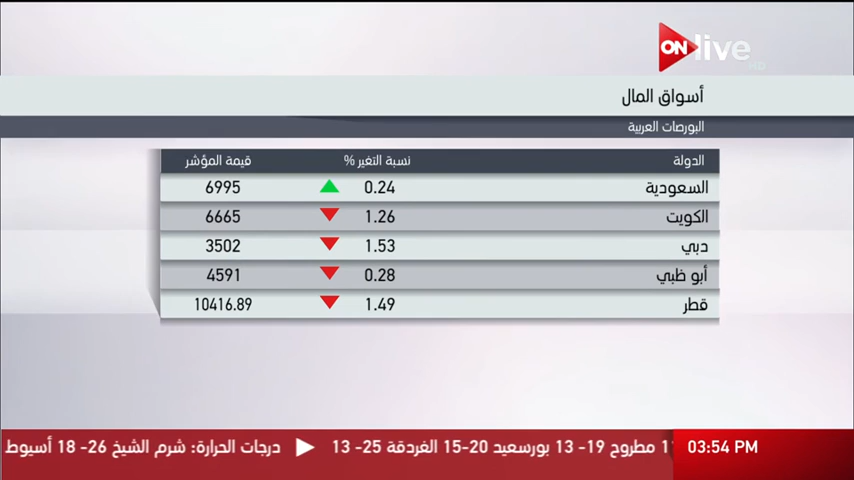 ON live
أسواق المال
البورصات العربية
الدولة نسبة التغير % قيمة المؤشر
السعودية 0.24 6995
الكويت 1.26 6665
دبي 1.53 3502
أبو ظبي 0.28 4591
قطر 1.49 10416.89
03:54 PM
مطروح 19- 13 بورسعيد 20-15 الغردقة 25- 13 درجات الحرارة: شرم الشيخ 26- 18 أسيوط